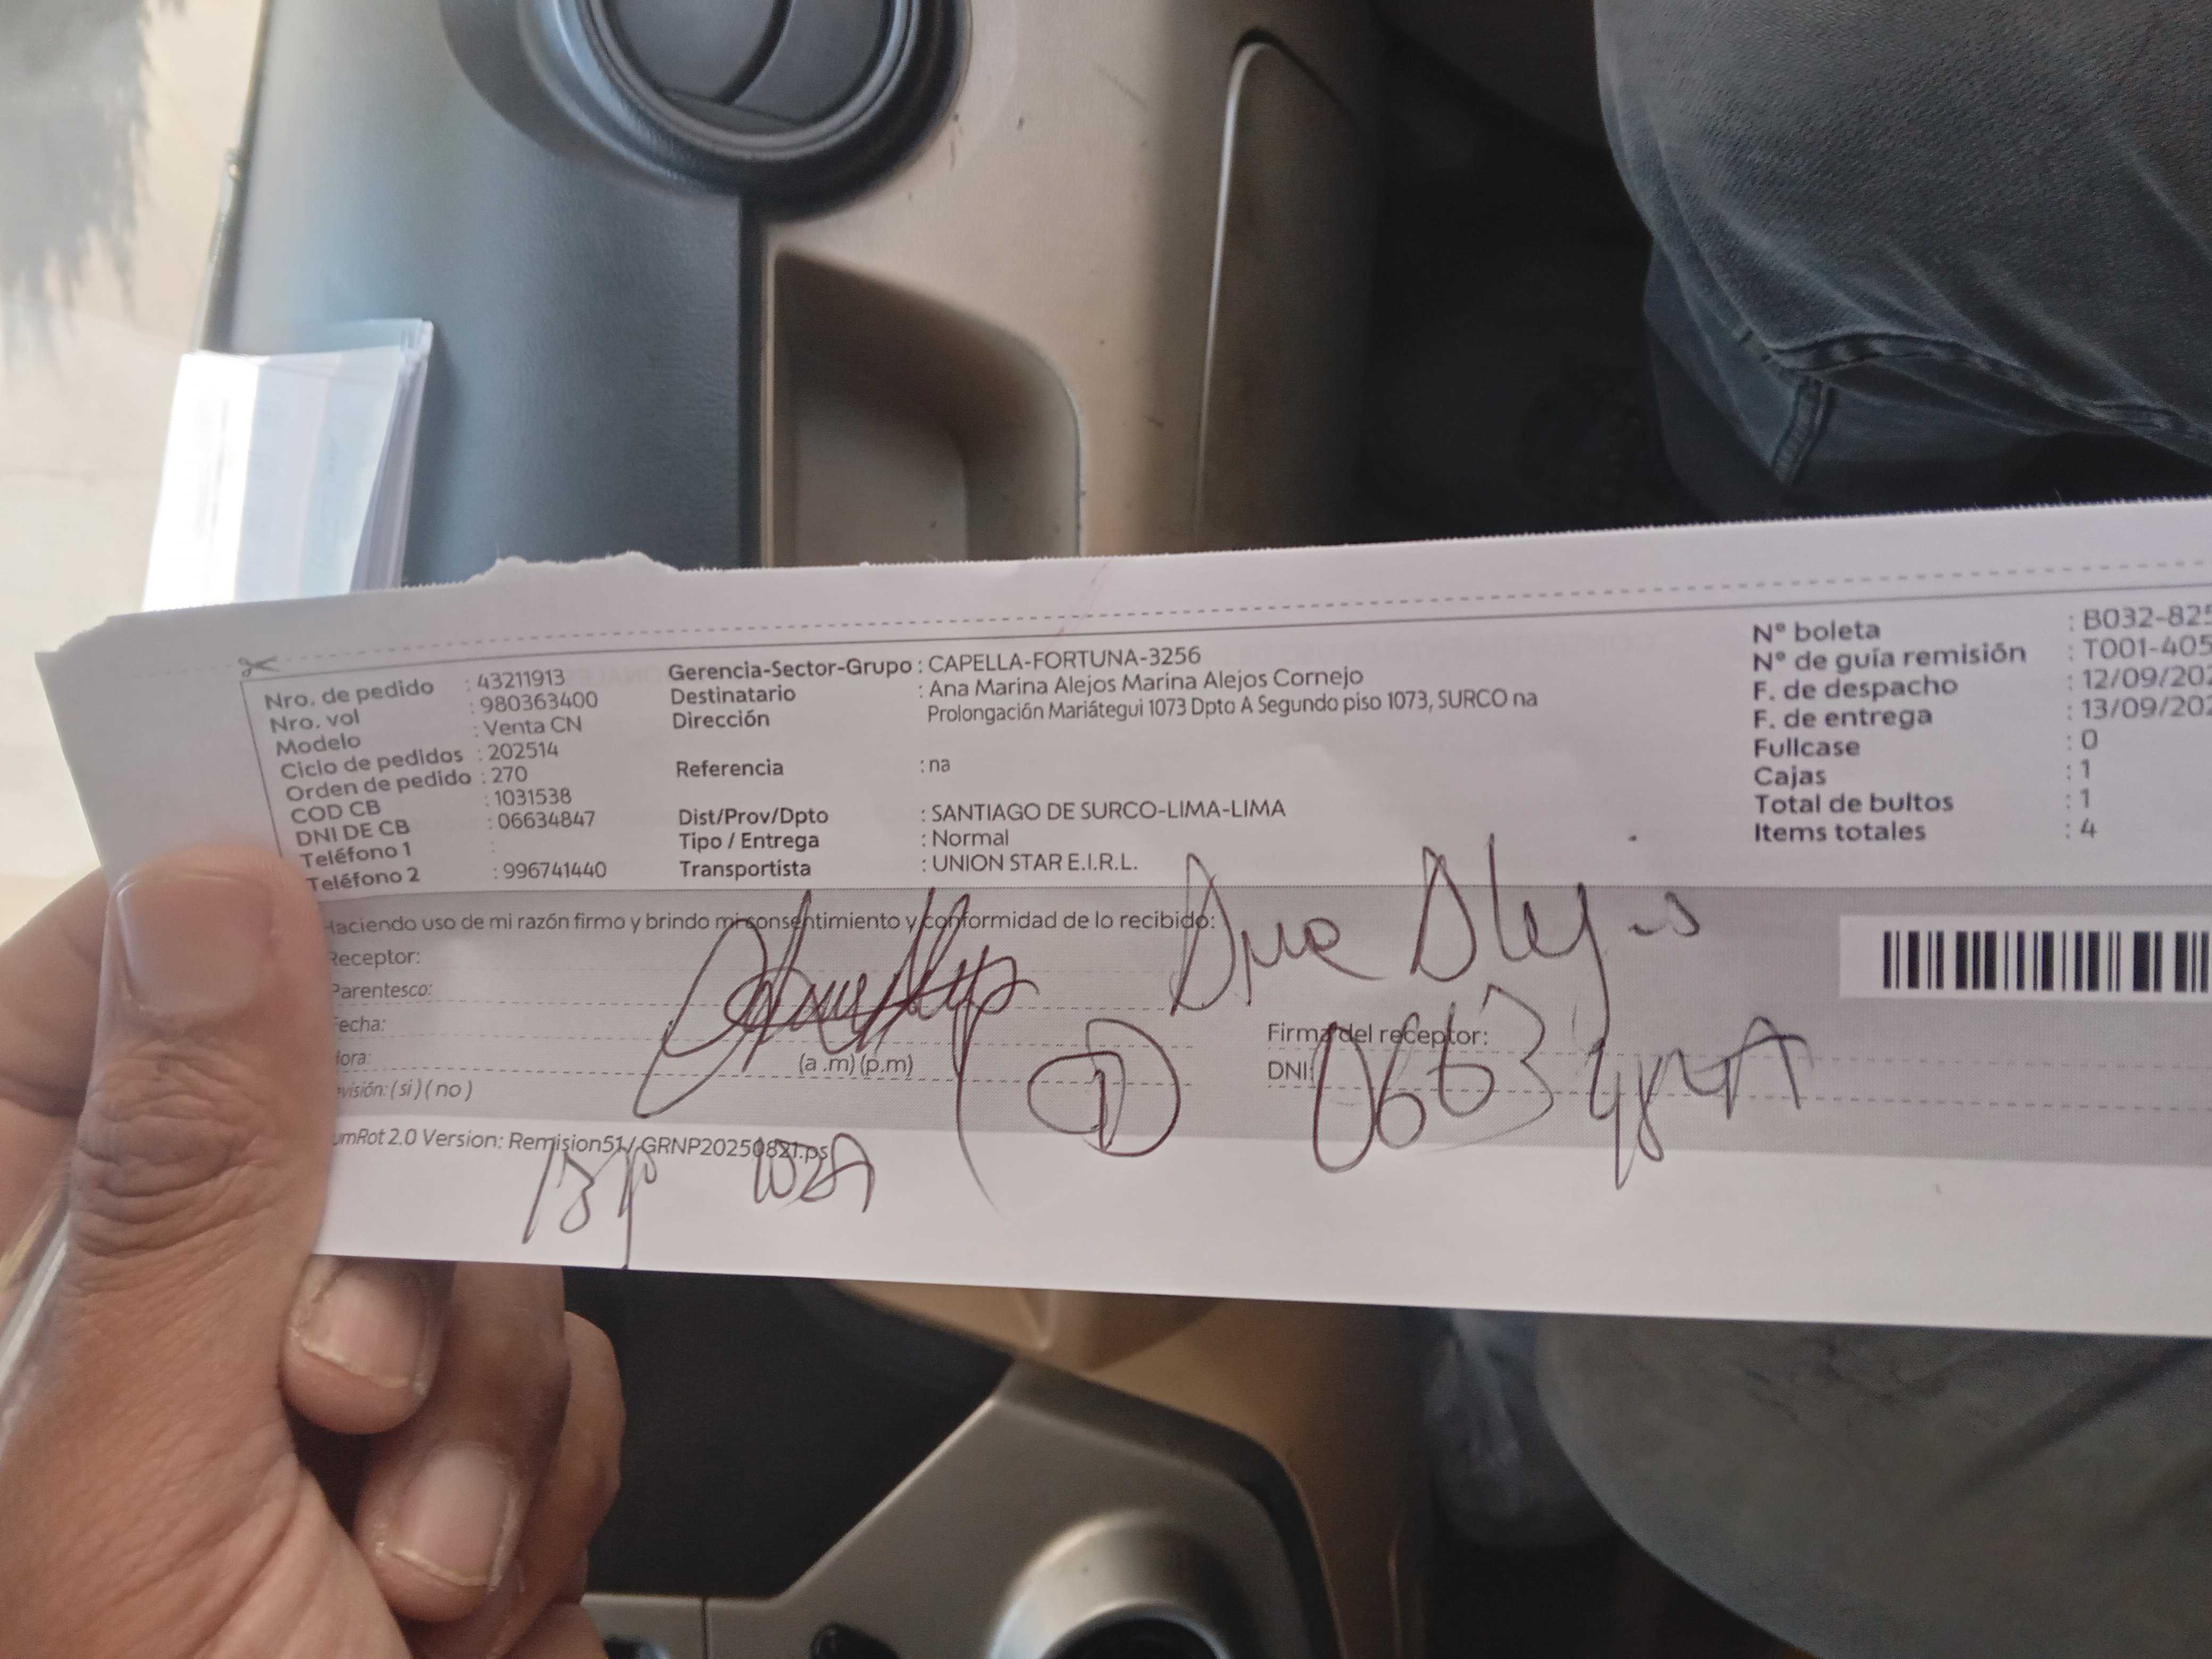 Nro. de pedido : 43211913
Nro. vol : 980363400
Modelo : Venta CN
Ciclo de pedidos : 202514
Orden de pedido : 270
COD CB : 1031538
DNI DE CB : 06634847
Teléfono 1 :
Teléfono 2 : 996741440
Gerencia-Sector-Grupo : CAPELLA-FORTUNA-3256
Destinatario : Ana Marina Alejos Marina Alejos Cornejo
Dirección Prolongación Mariátegui 1073 Dpto A Segundo piso 1073, SURCO na
Referencia : na
Dist/Prov/Dpto : SANTIAGO DE SURCO-LIMA-LIMA
Tipo / Entrega : Normal
Transportista : UNION STAR E.I.R.L.
N° boleta : B032-825
N° de guía remisión : T001-405
F. de despacho : 12/09/202
F. de entrega : 13/09/202
Fullcase : 0
Cajas : 1
Total de bultos : 1
Items totales : 4
Haciendo uso de mi razón firmo y brindo mi consentimiento y conformidad de lo recibido:
Ana Alejos
Receptor:
Parentesco:
Fecha:
Hora: (a .m) (p.m)
visión: ( si ) ( no )
Firma del receptor:
DNI:
umRot 2.0 Version: Remision51/ GRNP20250821.ps